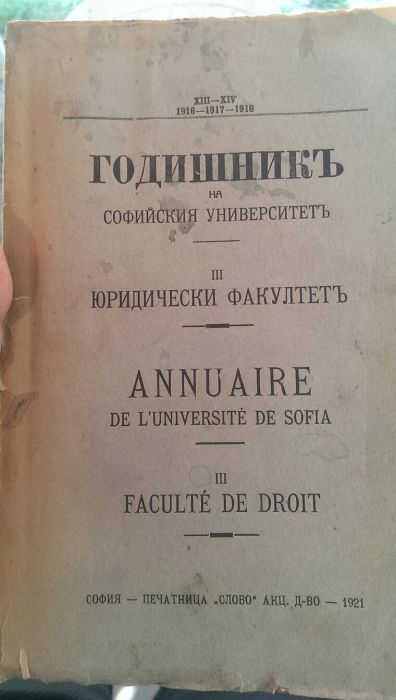 XIII—XIV
1916—1917—1918
ГОДИШНИКЪ
НА
СОФИЙСКИЯ УНИВЕРСИТЕТЪ
III
ЮРИДИЧЕСКИ ФАКУЛТЕТЪ
ANNUAIRE
DE L'UNIVERSITÉ DE SOFIA
III
FACULTÉ DE DROIT
СОФИЯ — ПЕЧАТНИЦА „СЛОВО" АКЦ. Д-ВО — 1921